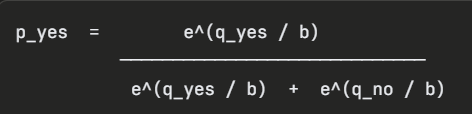 p_yes = e^(q_yes / b)
e^(q_yes / b) + e^(q_no / b)